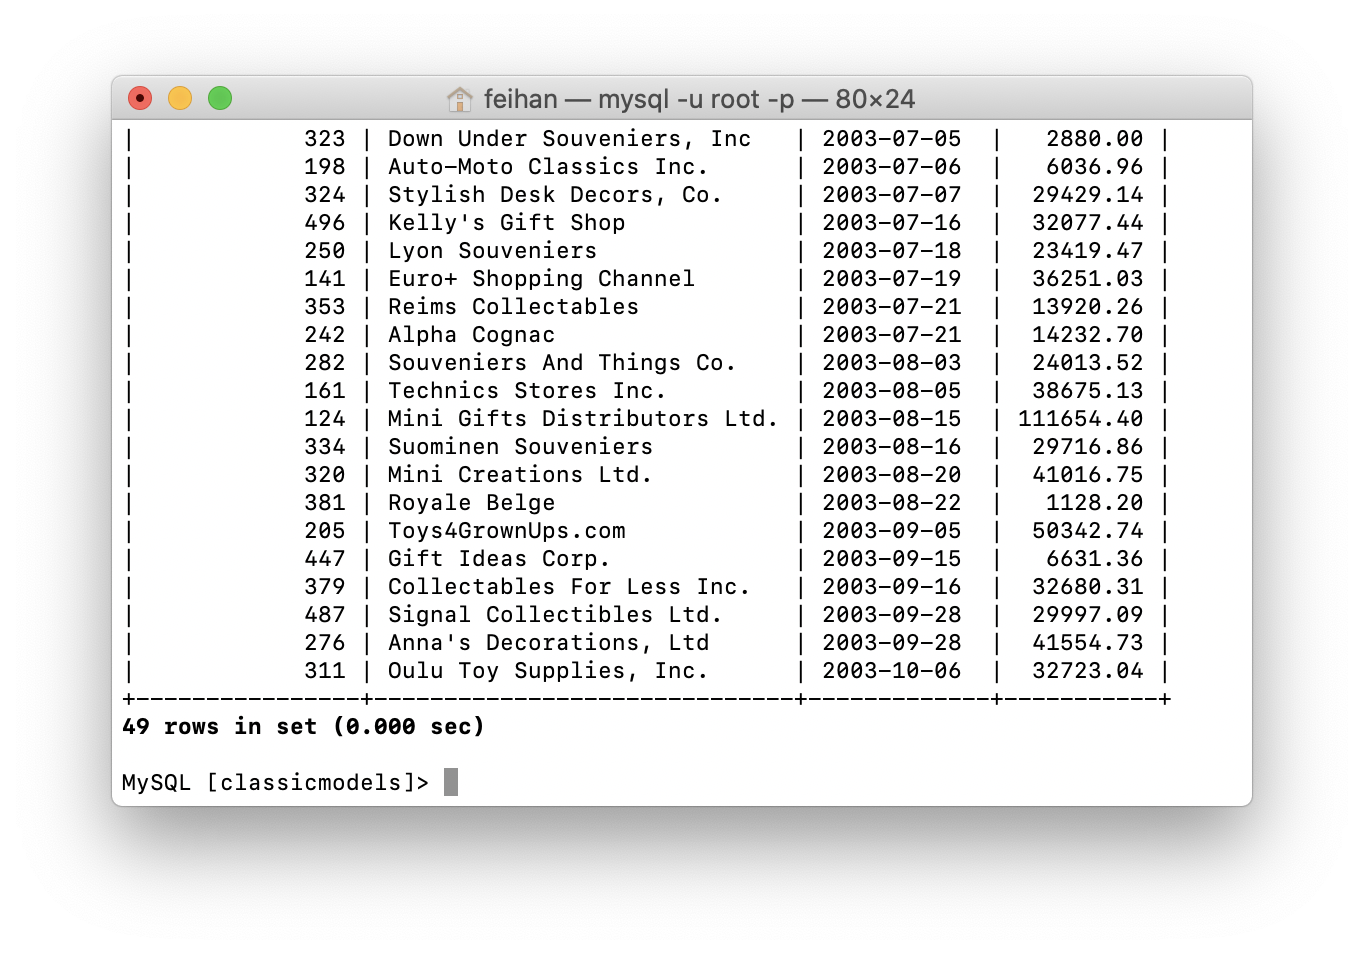 feihan — mysql -u root -p — 80×24
|             323 | Down Under Souveniers, Inc   | 2003-07-05  |   2880.00 |
|             198 | Auto-Moto Classics Inc.      | 2003-07-06  |   6036.96 |
|             324 | Stylish Desk Decors, Co.     | 2003-07-07  |  29429.14 |
|             496 | Kelly's Gift Shop            | 2003-07-16  |  32077.44 |
|             250 | Lyon Souveniers              | 2003-07-18  |  23419.47 |
|             141 | Euro+ Shopping Channel       | 2003-07-19  |  36251.03 |
|             353 | Reims Collectables           | 2003-07-21  |  13920.26 |
|             242 | Alpha Cognac                 | 2003-07-21  |  14232.70 |
|             282 | Souveniers And Things Co.    | 2003-08-03  |  24013.52 |
|             161 | Technics Stores Inc.         | 2003-08-05  |  38675.13 |
|             124 | Mini Gifts Distributors Ltd. | 2003-08-15  | 111654.40 |
|             334 | Suominen Souveniers          | 2003-08-16  |  29716.86 |
|             320 | Mini Creations Ltd.          | 2003-08-20  |  41016.75 |
|             381 | Royale Belge                 | 2003-08-22  |   1128.20 |
|             205 | Toys4GrownUps.com            | 2003-09-05  |  50342.74 |
|             447 | Gift Ideas Corp.             | 2003-09-15  |   6631.36 |
|             379 | Collectables For Less Inc.   | 2003-09-16  |  32680.31 |
|             487 | Signal Collectibles Ltd.     | 2003-09-28  |  29997.09 |
|             276 | Anna's Decorations, Ltd      | 2003-09-28  |  41554.73 |
|             311 | Oulu Toy Supplies, Inc.      | 2003-10-06  |  32723.04 |
+----------------+------------------------------+-------------+-----------+
49 rows in set (0.000 sec)
MySQL [classicmodels]>